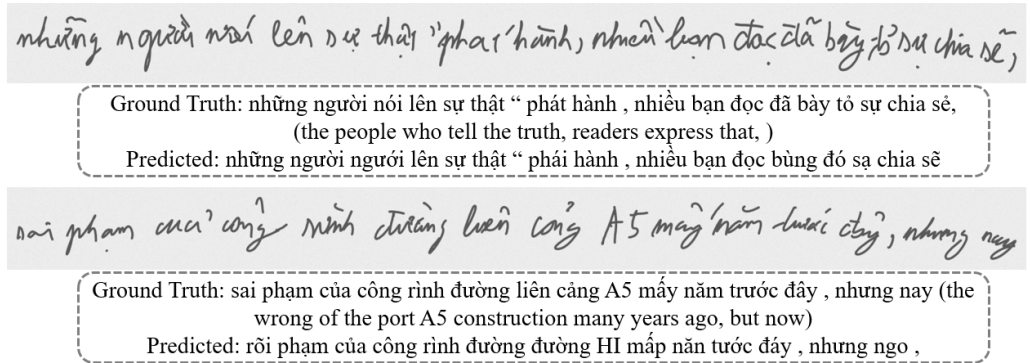 những người nói lên sự thật "phát hành, nhiều bạn đọc đã bày tỏ sự chia sẽ,
Ground Truth: những người nói lên sự thật “ phát hành , nhiều bạn đọc đã bày tỏ sự chia sẻ,
(the people who tell the truth, readers express that, )
Predicted: những người ngưới lên sự thật “ phái hành , nhiều bạn đọc bùng đó sạ chia sẽ
sai phạm của công trình đường liên cảng A5 mấy năm trước đây, nhưng nay
Ground Truth: sai phạm của công rình đường liên cảng A5 mấy năm trước đây , nhưng nay (the
wrong of the port A5 construction many years ago, but now)
Predicted: rõi phạm của công rình đường đường HI mấp năn tước đáy , nhưng ngo ,